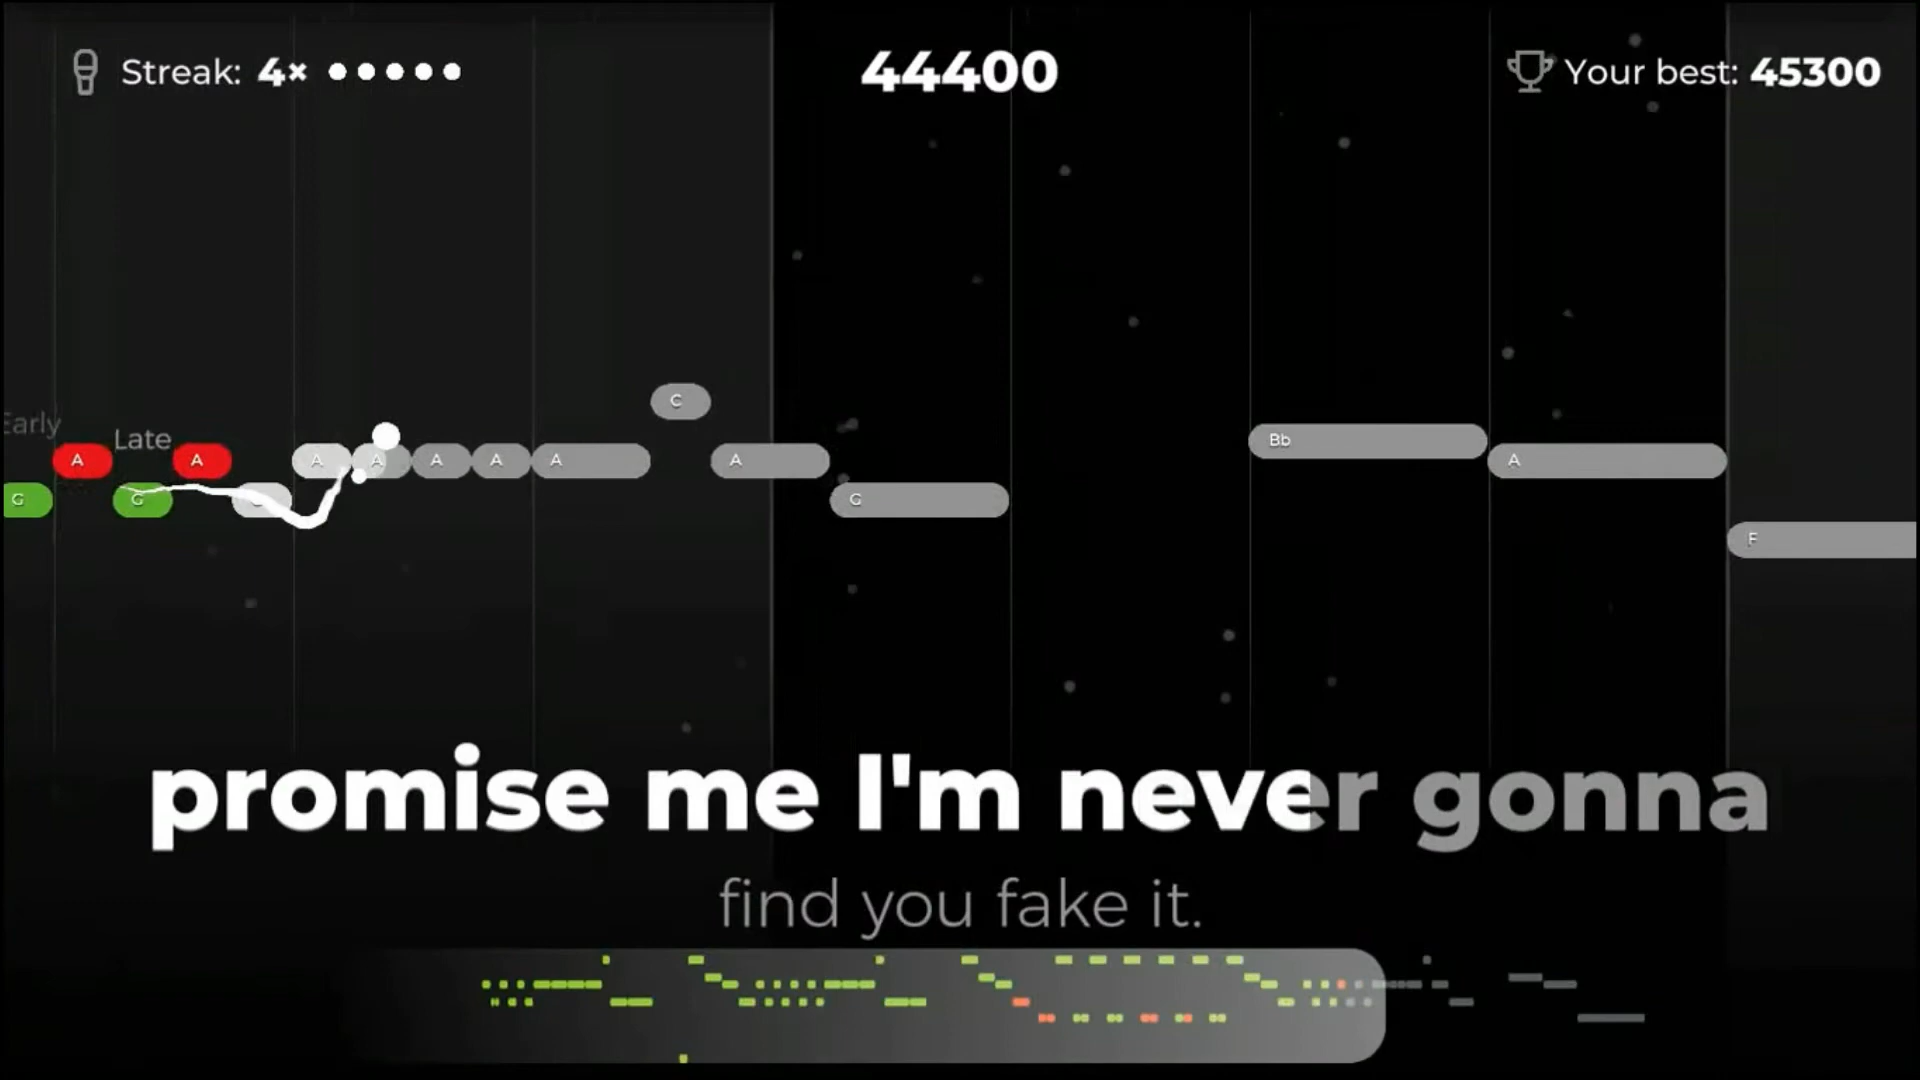 Streak: 4× 44400 Your best: 45300
C
Early Late
Bb
A A A A A A A A A
G G G
F
promise me I'm never gonna
find you fake it.